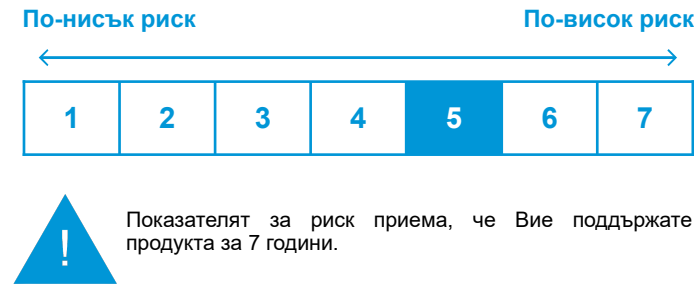 По-нисък риск По-висок риск
1 2 3 4 5 6 7
!
Показателят за риск приема, че Вие поддържате
продукта за 7 години.